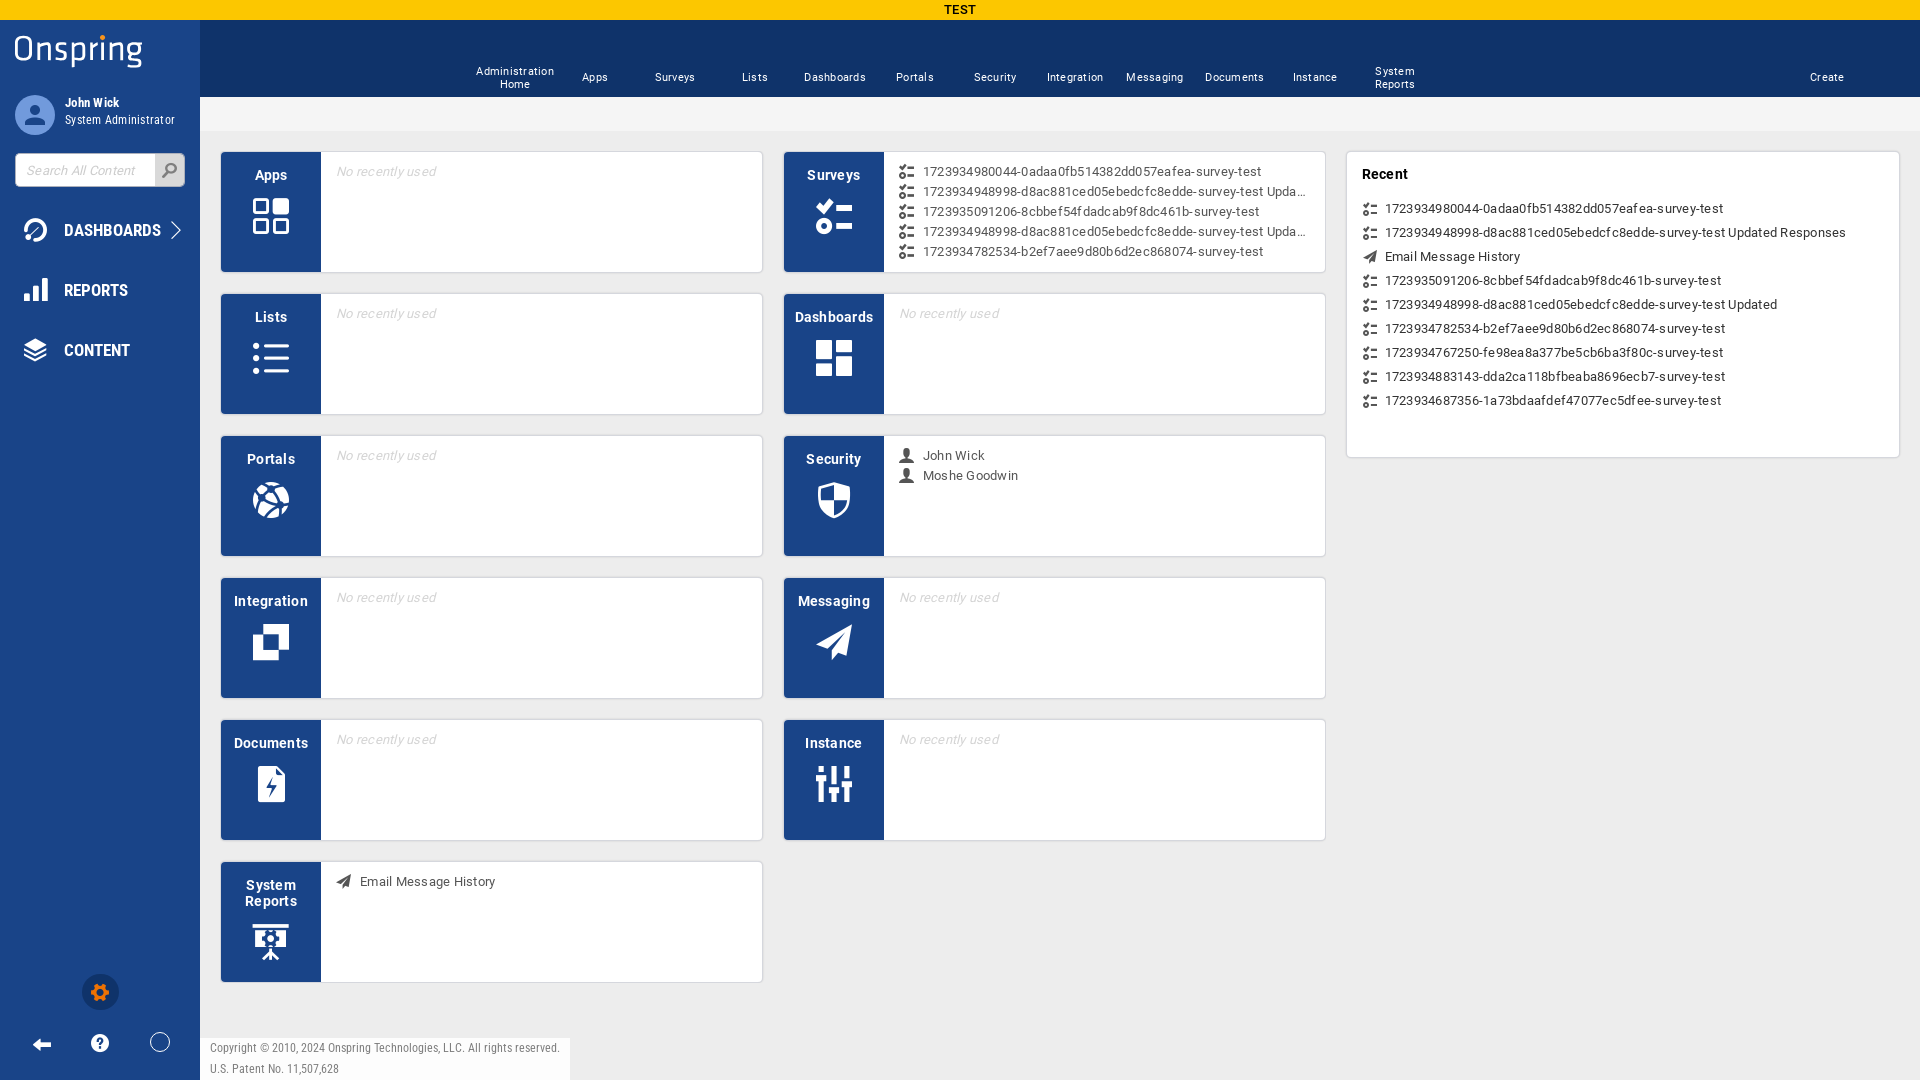 TEST
Onspring
John Wick
System Administrator
Search All Content
DASHBOARDS
REPORTS
CONTENT
Administration
Home
Apps
Surveys
Lists
Dashboards
Portals
Security
Integration
Messaging
Documents
Instance
System
Reports
Create
Apps
No recently used
Surveys
1723934980044-0adaa0fb514382dd057eafea-survey-test
1723934948998-d8ac881ced05ebedcfc8edde-survey-test Upda...
1723935091206-8cbbef54fdadcab9f8dc461b-survey-test
1723934948998-d8ac881ced05ebedcfc8edde-survey-test Upda...
1723934782534-b2ef7aee9d80b6d2ec868074-survey-test
Lists
No recently used
Dashboards
No recently used
Portals
No recently used
Security
John Wick
Moshe Goodwin
Integration
No recently used
Messaging
No recently used
Documents
No recently used
Instance
No recently used
System
Reports
Email Message History
Recent
1723934980044-0adaa0fb514382dd057eafea-survey-test
1723934948998-d8ac881ced05ebedcfc8edde-survey-test Updated Responses
Email Message History
1723935091206-8cbbef54fdadcab9f8dc461b-survey-test
1723934948998-d8ac881ced05ebedcfc8edde-survey-test Updated
1723934782534-b2ef7aee9d80b6d2ec868074-survey-test
1723934767250-fe98ea8a377be5cb6ba3f80c-survey-test
1723934883143-dda2ca118bfbeaba8696ecb7-survey-test
1723934687356-1a73bdaafdef47077ec5dfee-survey-test
Copyright © 2010, 2024 Onspring Technologies, LLC. All rights reserved.
U.S. Patent No. 11,507,628